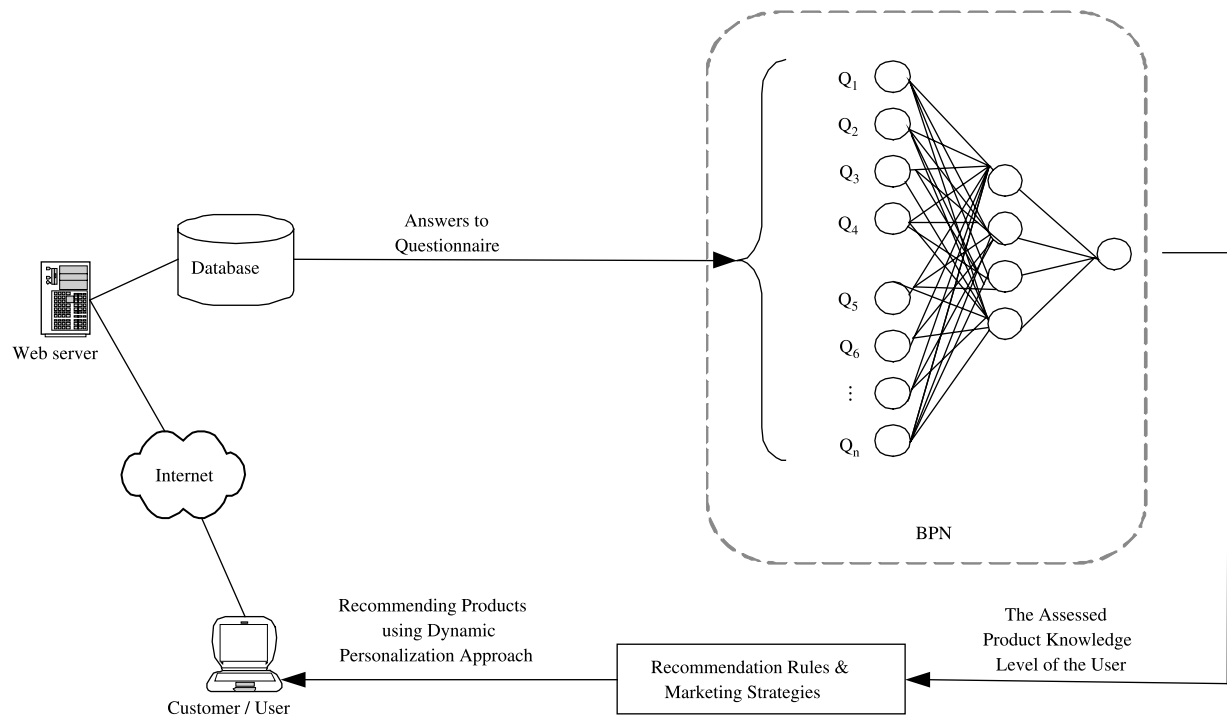 Q1
Q2
Q3
Q4
Q5
Q6
⋮
Qn
BPN
Answers to
Questionnaire
Database
Web server
Internet
Customer / User
Recommending Products
using Dynamic
Personalization Approach
Recommendation Rules &
Marketing Strategies
The Assessed
Product Knowledge
Level of the User